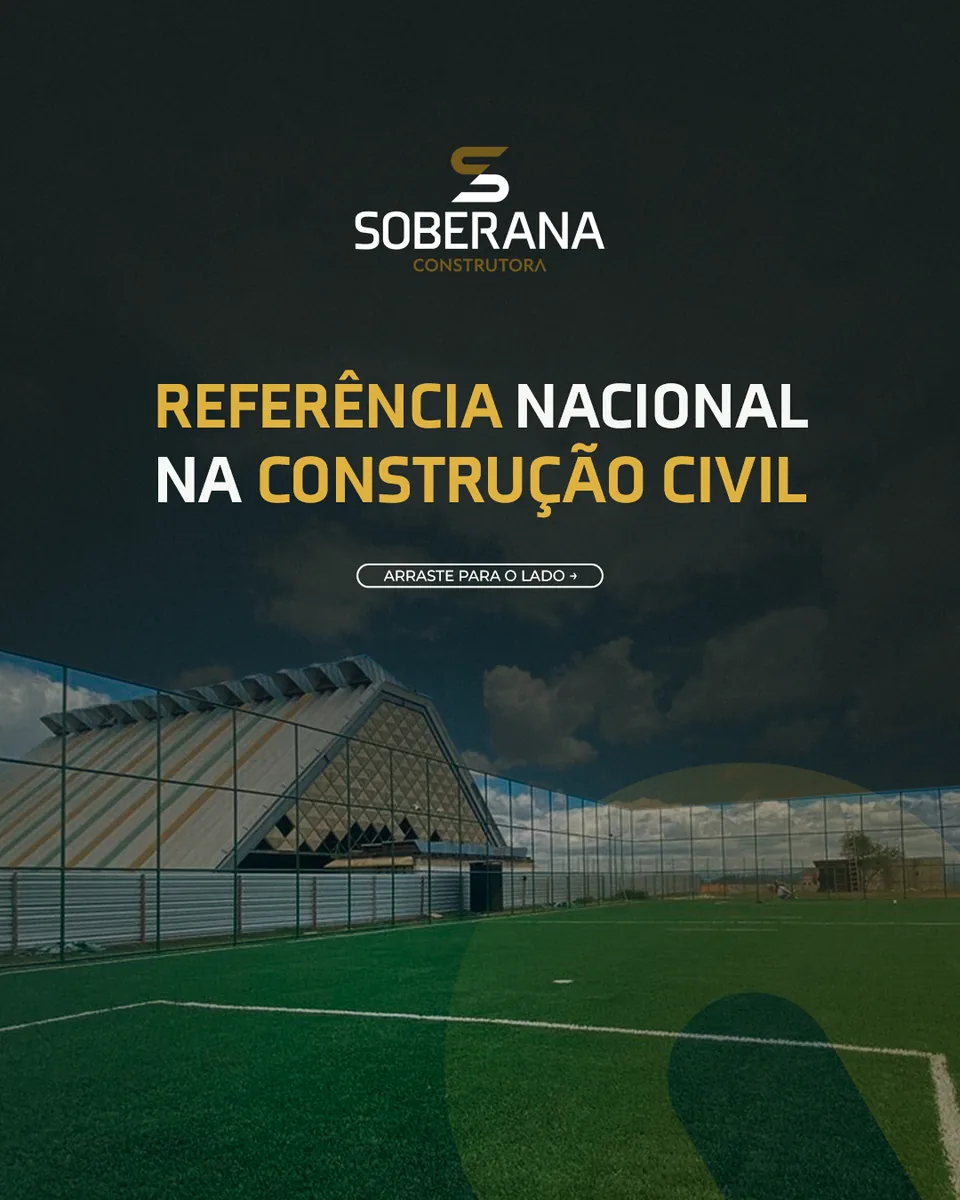 SOBERANA
CONSTRUTORA
REFERÊNCIA NACIONAL
NA CONSTRUÇÃO CIVIL
ARRASTE PARA O LADO →